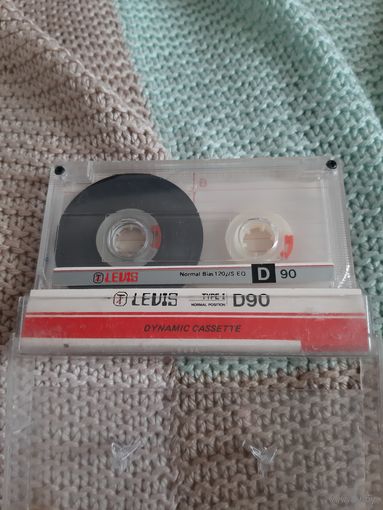 LEVIS Normal Bias 120µS EQ D 90
LEVIS TYPE I NORMAL POSITION D90
DYNAMIC CASSETTE